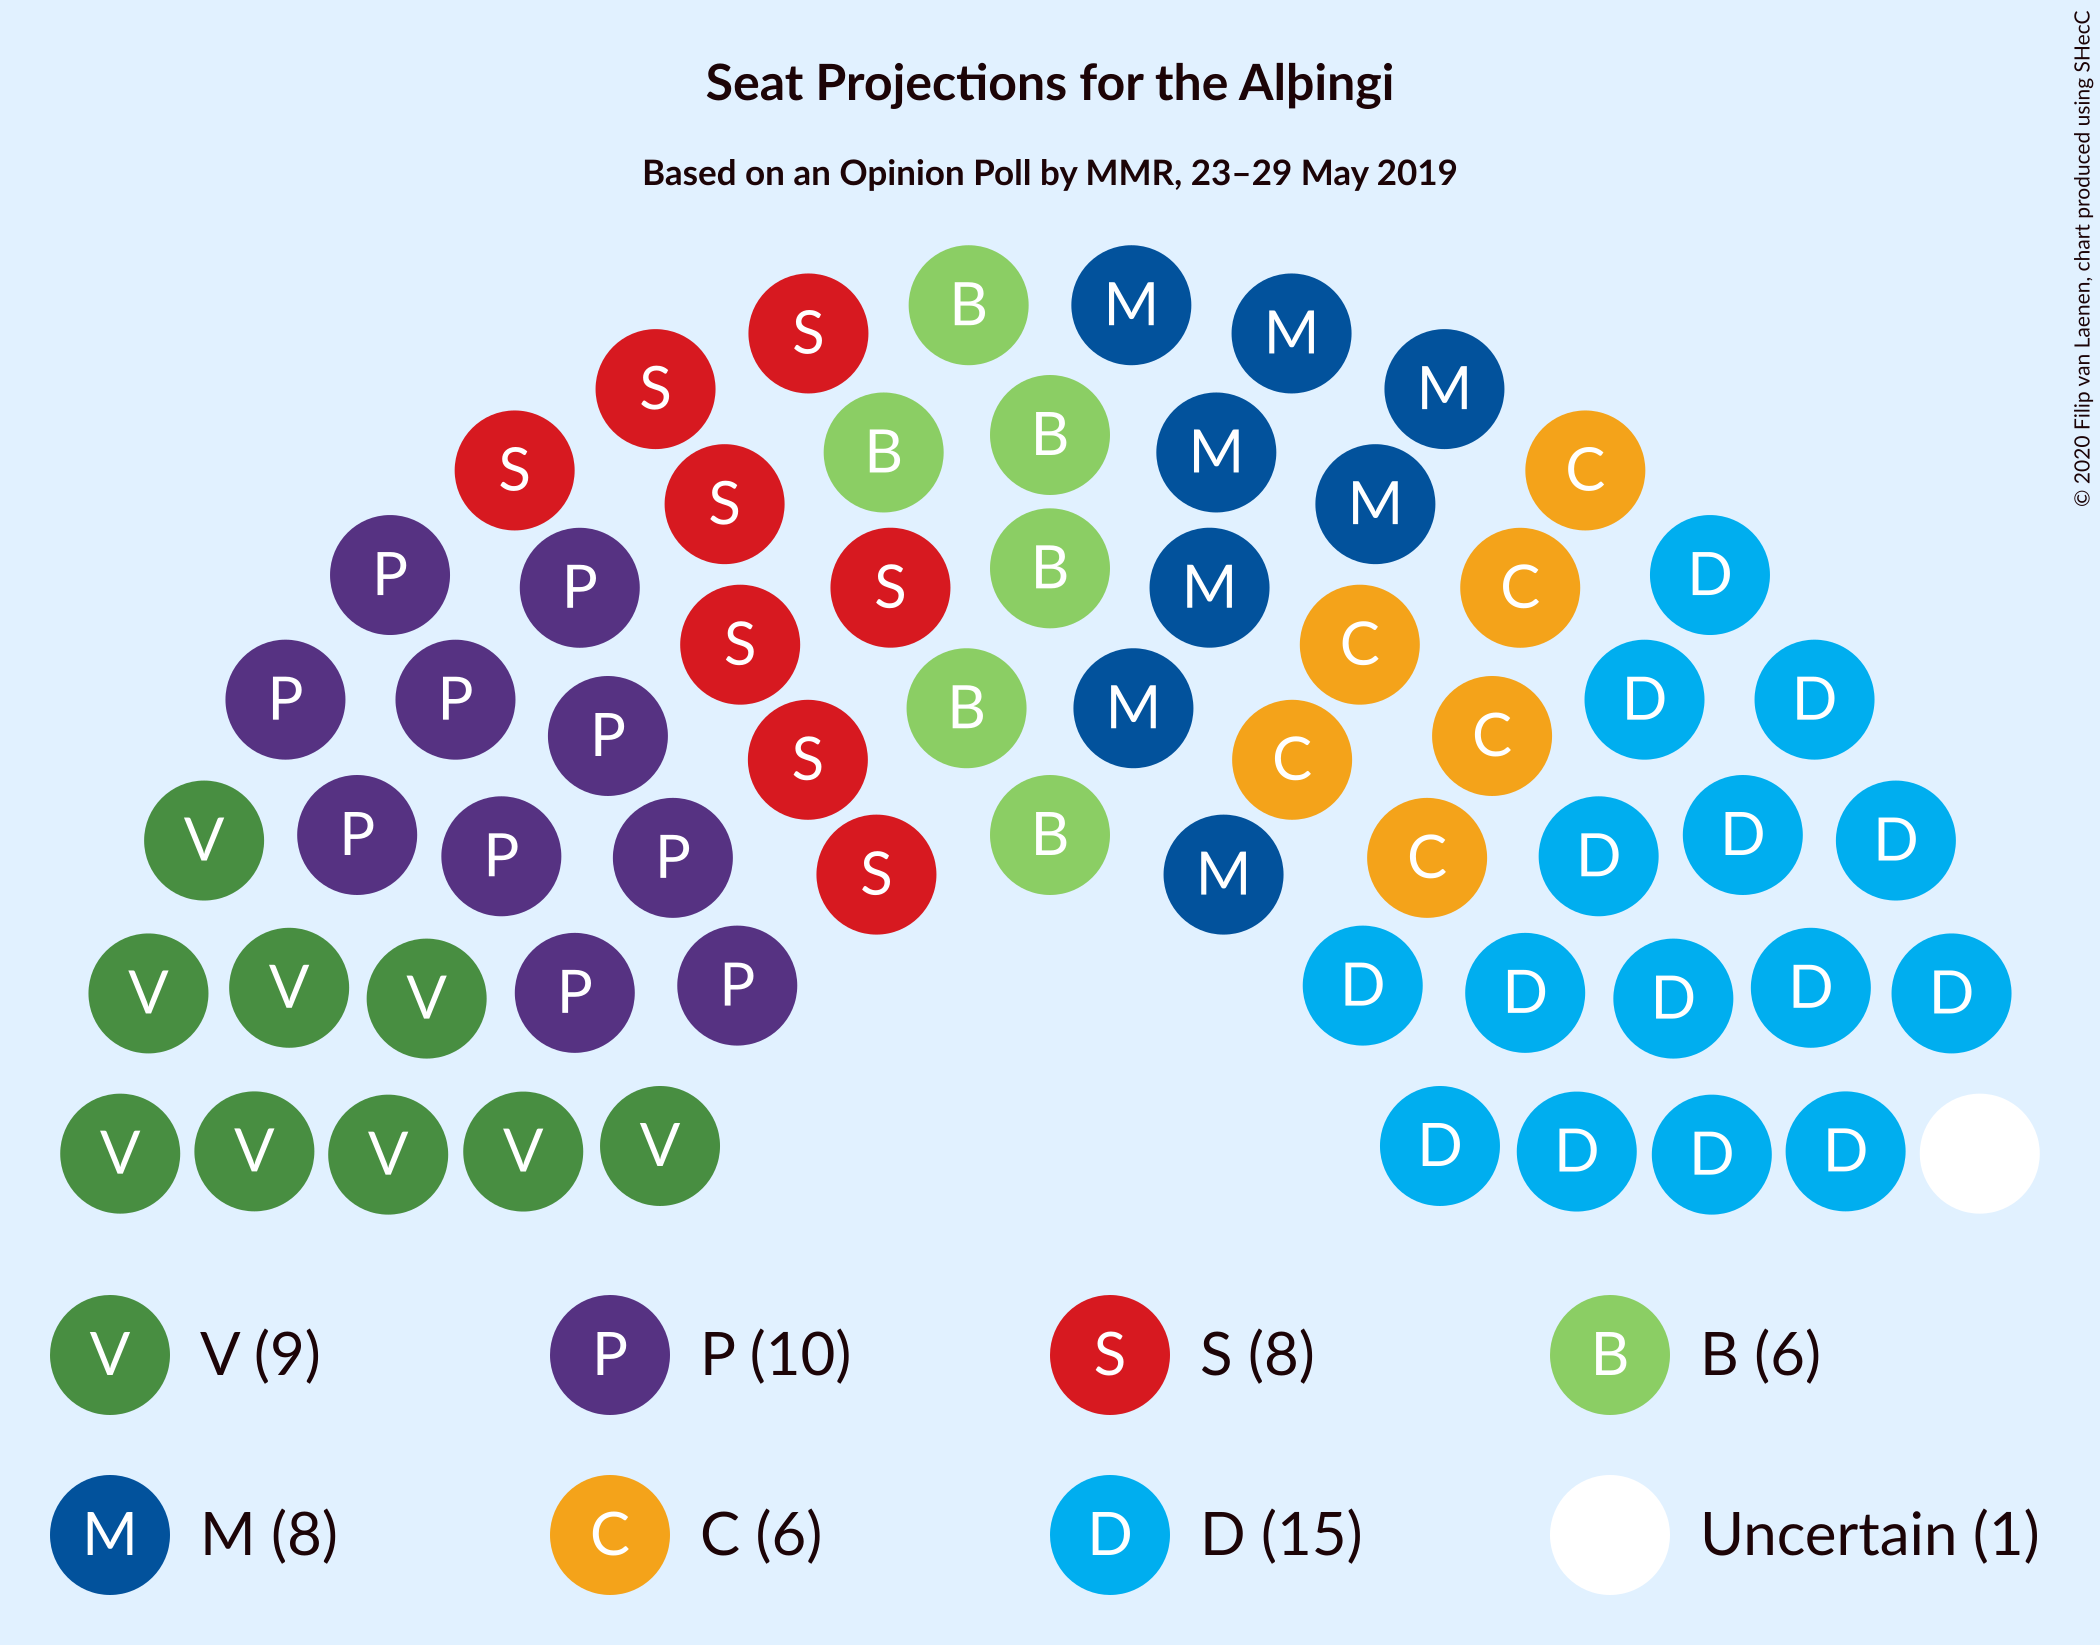 Seat Projections for the Alþingi
Based on an Opinion Poll by MMR, 23–29 May 2019
© 2020 Filip van Laenen, chart produced using SHecC
B M
S M
S M
B B M
S C
S M
P P S B M C D
S C
P P B M D D
P C
S C
V P B D D
P P C D
S M
V V V P P D D D D D
V V V V V D D D D
V V (9) P P (10) S S (8) B B (6)
M M (8) C C (6) D D (15) Uncertain (1)